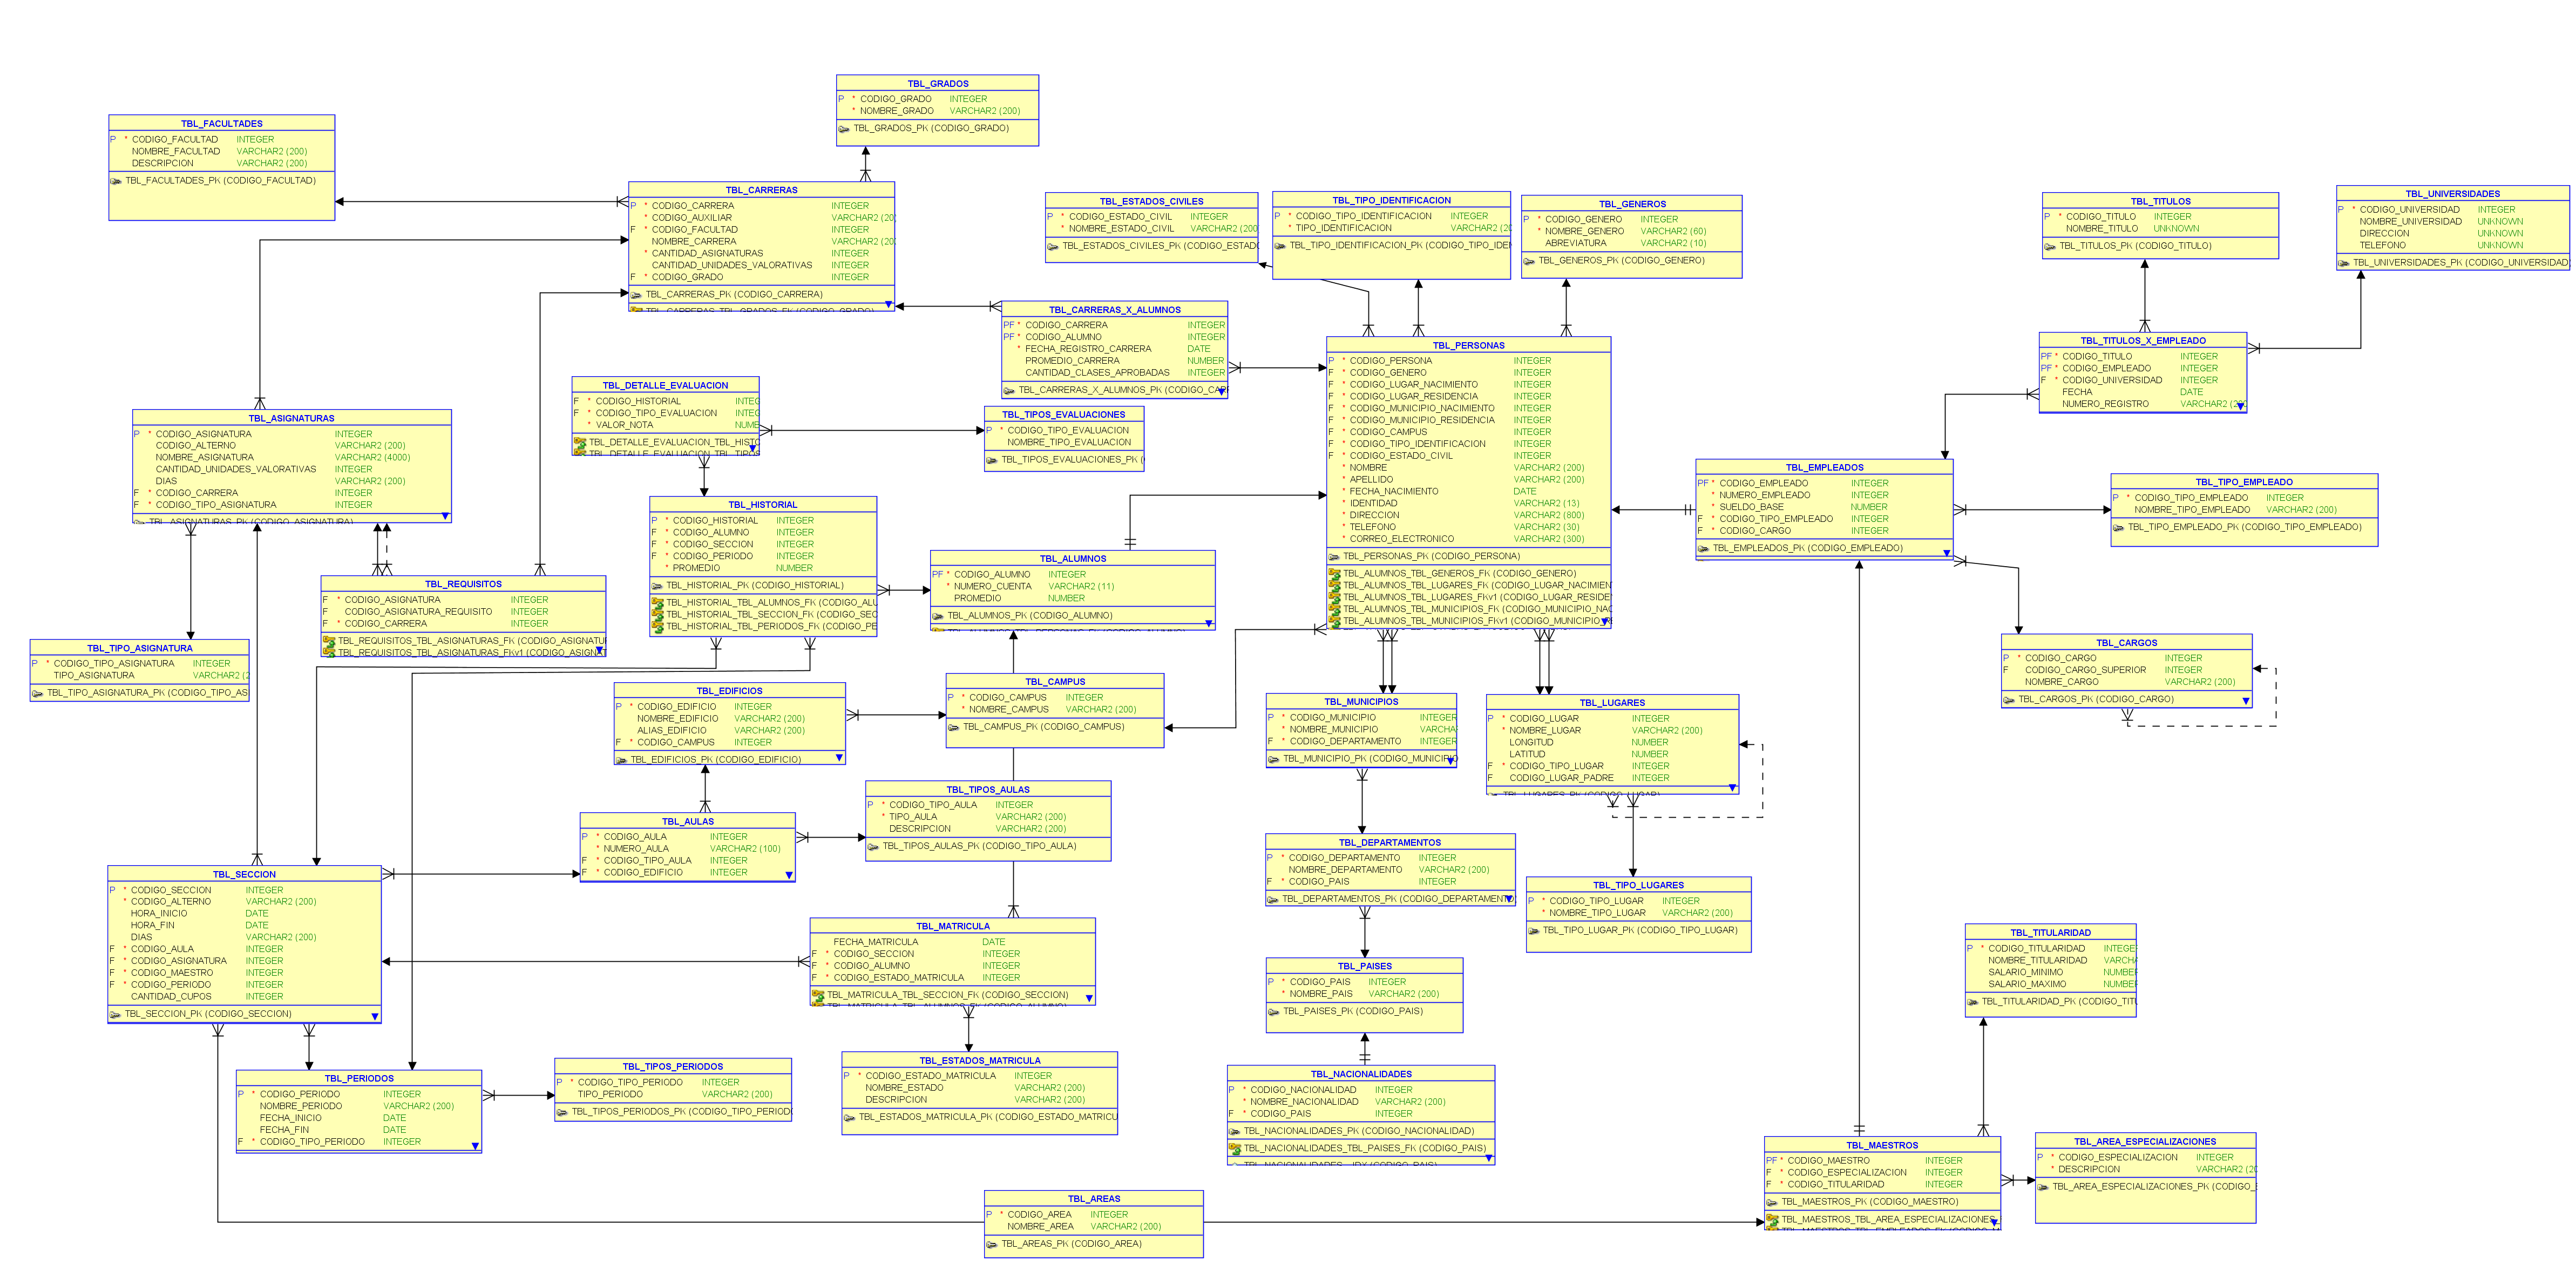 TBL_GRADOS
P * CODIGO_GRADO INTEGER
* NOMBRE_GRADO VARCHAR2 (200)
TBL_GRADOS_PK (CODIGO_GRADO)
TBL_FACULTADES
P * CODIGO_FACULTAD INTEGER
NOMBRE_FACULTAD VARCHAR2 (200)
DESCRIPCION VARCHAR2 (200)
TBL_FACULTADES_PK (CODIGO_FACULTAD)
TBL_CARRERAS
P * CODIGO_CARRERA INTEGER
* CODIGO_AUXILIAR VARCHAR2 (20
F * CODIGO_FACULTAD INTEGER
NOMBRE_CARRERA VARCHAR2 (20
* CANTIDAD_ASIGNATURAS INTEGER
CANTIDAD_UNIDADES_VALORATIVAS INTEGER
F * CODIGO_GRADO INTEGER
TBL_CARRERAS_PK (CODIGO_CARRERA)
TBL_CARRERAS_TBL_GRADOS_FK (CODIGO_GRADO)
TBL_ESTADOS_CIVILES
P * CODIGO_ESTADO_CIVIL INTEGER
* NOMBRE_ESTADO_CIVIL VARCHAR2 (200
TBL_ESTADOS_CIVILES_PK (CODIGO_ESTAD
TBL_TIPO_IDENTIFICACION
P * CODIGO_TIPO_IDENTIFICACION INTEGER
* TIPO_IDENTIFICACION VARCHAR2 (20
TBL_TIPO_IDENTIFICACION_PK (CODIGO_TIPO_IDE
TBL_GENEROS
P * CODIGO_GENERO INTEGER
* NOMBRE_GENERO VARCHAR2 (60)
ABREVIATURA VARCHAR2 (10)
TBL_GENEROS_PK (CODIGO_GENERO)
TBL_TITULOS
P * CODIGO_TITULO INTEGER
NOMBRE_TITULO UNKNOWN
TBL_TITULOS_PK (CODIGO_TITULO)
TBL_UNIVERSIDADES
P * CODIGO_UNIVERSIDAD INTEGER
NOMBRE_UNIVERSIDAD UNKNOWN
DIRECCION UNKNOWN
TELEFONO UNKNOWN
TBL_UNIVERSIDADES_PK (CODIGO_UNIVERSIDAD)
TBL_CARRERAS_X_ALUMNOS
PF * CODIGO_CARRERA INTEGER
PF * CODIGO_ALUMNO INTEGER
* FECHA_REGISTRO_CARRERA DATE
PROMEDIO_CARRERA NUMBER
CANTIDAD_CLASES_APROBADAS INTEGER
TBL_CARRERAS_X_ALUMNOS_PK (CODIGO_CAR
TBL_TITULOS_X_EMPLEADO
PF * CODIGO_TITULO INTEGER
PF * CODIGO_EMPLEADO INTEGER
F * CODIGO_UNIVERSIDAD INTEGER
FECHA DATE
NUMERO_REGISTRO VARCHAR2 (200
TBL_PERSONAS
P * CODIGO_PERSONA INTEGER
F * CODIGO_GENERO INTEGER
F * CODIGO_LUGAR_NACIMIENTO INTEGER
F * CODIGO_LUGAR_RESIDENCIA INTEGER
F * CODIGO_MUNICIPIO_NACIMIENTO INTEGER
F * CODIGO_MUNICIPIO_RESIDENCIA INTEGER
F * CODIGO_CAMPUS INTEGER
F * CODIGO_TIPO_IDENTIFICACION INTEGER
F * CODIGO_ESTADO_CIVIL INTEGER
* NOMBRE VARCHAR2 (200)
* APELLIDO VARCHAR2 (200)
* FECHA_NACIMIENTO DATE
* IDENTIDAD VARCHAR2 (13)
* DIRECCION VARCHAR2 (800)
* TELEFONO VARCHAR2 (30)
* CORREO_ELECTRONICO VARCHAR2 (300)
TBL_PERSONAS_PK (CODIGO_PERSONA)
TBL_ALUMNOS_TBL_GENEROS_FK (CODIGO_GENERO)
TBL_ALUMNOS_TBL_LUGARES_FK (CODIGO_LUGAR_NACIMIEN
TBL_ALUMNOS_TBL_LUGARES_FKv1 (CODIGO_LUGAR_RESIDE
TBL_ALUMNOS_TBL_MUNICIPIOS_FK (CODIGO_MUNICIPIO_NAC
TBL_ALUMNOS_TBL_MUNICIPIOS_FKv1 (CODIGO_MUNICIPIO_
TBL_DETALLE_EVALUACION
F * CODIGO_HISTORIAL INTEG
F * CODIGO_TIPO_EVALUACION INTEG
* VALOR_NOTA NUME
TBL_DETALLE_EVALUACION_TBL_HISTO
TBL_DETALLE_EVALUACION_TBL_TIPOS
TBL_TIPOS_EVALUACIONES
P * CODIGO_TIPO_EVALUACION
NOMBRE_TIPO_EVALUACION
TBL_TIPOS_EVALUACIONES_PK (
TBL_ASIGNATURAS
P * CODIGO_ASIGNATURA INTEGER
CODIGO_ALTERNO VARCHAR2 (200)
NOMBRE_ASIGNATURA VARCHAR2 (4000)
CANTIDAD_UNIDADES_VALORATIVAS INTEGER
DIAS VARCHAR2 (200)
F * CODIGO_CARRERA INTEGER
F * CODIGO_TIPO_ASIGNATURA INTEGER
TBL_ASIGNATURAS_PK (CODIGO_ASIGNATURA)
TBL_EMPLEADOS
PF * CODIGO_EMPLEADO INTEGER
* NUMERO_EMPLEADO INTEGER
* SUELDO_BASE NUMBER
F * CODIGO_TIPO_EMPLEADO INTEGER
F * CODIGO_CARGO INTEGER
TBL_EMPLEADOS_PK (CODIGO_EMPLEADO)
TBL_TIPO_EMPLEADO
P * CODIGO_TIPO_EMPLEADO INTEGER
NOMBRE_TIPO_EMPLEADO VARCHAR2 (200)
TBL_TIPO_EMPLEADO_PK (CODIGO_TIPO_EMPLEADO)
TBL_HISTORIAL
P * CODIGO_HISTORIAL INTEGER
F * CODIGO_ALUMNO INTEGER
F * CODIGO_SECCION INTEGER
F * CODIGO_PERIODO INTEGER
* PROMEDIO NUMBER
TBL_HISTORIAL_PK (CODIGO_HISTORIAL)
TBL_HISTORIAL_TBL_ALUMNOS_FK (CODIGO_ALU
TBL_HISTORIAL_TBL_SECCION_FK (CODIGO_SEC
TBL_HISTORIAL_TBL_PERIODOS_FK (CODIGO_PE
TBL_ALUMNOS
PF * CODIGO_ALUMNO INTEGER
* NUMERO_CUENTA VARCHAR2 (11)
PROMEDIO NUMBER
TBL_ALUMNOS_PK (CODIGO_ALUMNO)
TBL_REQUISITOS
F * CODIGO_ASIGNATURA INTEGER
F CODIGO_ASIGNATURA_REQUISITO INTEGER
F * CODIGO_CARRERA INTEGER
TBL_REQUISITOS_TBL_ASIGNATURAS_FK (CODIGO_ASIGNATU
TBL_REQUISITOS_TBL_ASIGNATURAS_FKv1 (CODIGO_ASIGN
TBL_TIPO_ASIGNATURA
P * CODIGO_TIPO_ASIGNATURA INTEGER
TIPO_ASIGNATURA VARCHAR2 (2
TBL_TIPO_ASIGNATURA_PK (CODIGO_TIPO_AS
TBL_CARGOS
P * CODIGO_CARGO INTEGER
F CODIGO_CARGO_SUPERIOR INTEGER
NOMBRE_CARGO VARCHAR2 (200)
TBL_CARGOS_PK (CODIGO_CARGO)
TBL_EDIFICIOS
P * CODIGO_EDIFICIO INTEGER
NOMBRE_EDIFICIO VARCHAR2 (200)
ALIAS_EDIFICIO VARCHAR2 (200)
F * CODIGO_CAMPUS INTEGER
TBL_EDIFICIOS_PK (CODIGO_EDIFICIO)
TBL_CAMPUS
P * CODIGO_CAMPUS INTEGER
* NOMBRE_CAMPUS VARCHAR2 (200)
TBL_CAMPUS_PK (CODIGO_CAMPUS)
TBL_MUNICIPIOS
P * CODIGO_MUNICIPIO INTEGER
* NOMBRE_MUNICIPIO VARCHA
F * CODIGO_DEPARTAMENTO INTEGER
TBL_MUNICIPIO_PK (CODIGO_MUNICIPIO
TBL_LUGARES
P * CODIGO_LUGAR INTEGER
* NOMBRE_LUGAR VARCHAR2 (200)
LONGITUD NUMBER
LATITUD NUMBER
F * CODIGO_TIPO_LUGAR INTEGER
F CODIGO_LUGAR_PADRE INTEGER
TBL_LUGARES_PK (CODIGO_LUGAR)
TBL_TIPOS_AULAS
P * CODIGO_TIPO_AULA INTEGER
* TIPO_AULA VARCHAR2 (200)
DESCRIPCION VARCHAR2 (200)
TBL_TIPOS_AULAS_PK (CODIGO_TIPO_AULA)
TBL_AULAS
P * CODIGO_AULA INTEGER
* NUMERO_AULA VARCHAR2 (100)
F * CODIGO_TIPO_AULA INTEGER
F * CODIGO_EDIFICIO INTEGER
TBL_DEPARTAMENTOS
P * CODIGO_DEPARTAMENTO INTEGER
NOMBRE_DEPARTAMENTO VARCHAR2 (200)
F * CODIGO_PAIS INTEGER
TBL_DEPARTAMENTOS_PK (CODIGO_DEPARTAMENTO)
TBL_SECCION
P * CODIGO_SECCION INTEGER
* CODIGO_ALTERNO VARCHAR2 (200)
HORA_INICIO DATE
HORA_FIN DATE
DIAS VARCHAR2 (200)
F * CODIGO_AULA INTEGER
F * CODIGO_ASIGNATURA INTEGER
F * CODIGO_MAESTRO INTEGER
F * CODIGO_PERIODO INTEGER
CANTIDAD_CUPOS INTEGER
TBL_SECCION_PK (CODIGO_SECCION)
TBL_TIPO_LUGARES
P * CODIGO_TIPO_LUGAR INTEGER
* NOMBRE_TIPO_LUGAR VARCHAR2 (200)
TBL_TIPO_LUGAR_PK (CODIGO_TIPO_LUGAR)
TBL_MATRICULA
FECHA_MATRICULA DATE
F * CODIGO_SECCION INTEGER
F * CODIGO_ALUMNO INTEGER
F * CODIGO_ESTADO_MATRICULA INTEGER
TBL_MATRICULA_TBL_SECCION_FK (CODIGO_SECCION)
TBL_MATRICULA_TBL_ALUMNOS_FK (CODIGO_ALUMNO)
TBL_TITULARIDAD
P * CODIGO_TITULARIDAD INTEGE
NOMBRE_TITULARIDAD VARCHA
SALARIO_MINIMO NUMBE
SALARIO_MAXIMO NUMBE
TBL_TITULARIDAD_PK (CODIGO_TITU
TBL_PAISES
P * CODIGO_PAIS INTEGER
* NOMBRE_PAIS VARCHAR2 (200)
TBL_PAISES_PK (CODIGO_PAIS)
TBL_ESTADOS_MATRICULA
P * CODIGO_ESTADO_MATRICULA INTEGER
NOMBRE_ESTADO VARCHAR2 (200)
DESCRIPCION VARCHAR2 (200)
TBL_ESTADOS_MATRICULA_PK (CODIGO_ESTADO_MATRICU
TBL_TIPOS_PERIODOS
P * CODIGO_TIPO_PERIODO INTEGER
TIPO_PERIODO VARCHAR2 (200)
TBL_TIPOS_PERIODOS_PK (CODIGO_TIPO_PERIOD
TBL_PERIODOS
P * CODIGO_PERIODO INTEGER
NOMBRE_PERIODO VARCHAR2 (200)
FECHA_INICIO DATE
FECHA_FIN DATE
F * CODIGO_TIPO_PERIODO INTEGER
TBL_NACIONALIDADES
P * CODIGO_NACIONALIDAD INTEGER
* NOMBRE_NACIONALIDAD VARCHAR2 (200)
F * CODIGO_PAIS INTEGER
TBL_NACIONALIDADES_PK (CODIGO_NACIONALIDAD)
TBL_NACIONALIDADES_TBL_PAISES_FK (CODIGO_PAIS)
TBL_NACIONALIDADES__IDX (CODIGO_PAIS)
TBL_MAESTROS
PF * CODIGO_MAESTRO INTEGER
F * CODIGO_ESPECIALIZACION INTEGER
F * CODIGO_TITULARIDAD INTEGER
TBL_MAESTROS_PK (CODIGO_MAESTRO)
TBL_MAESTROS_TBL_AREA_ESPECIALIZACIONES
TBL_AREA_ESPECIALIZACIONES
P * CODIGO_ESPECIALIZACION INTEGER
* DESCRIPCION VARCHAR2 (20
TBL_AREA_ESPECIALIZACIONES_PK (CODIGO_E
TBL_AREAS
P * CODIGO_AREA INTEGER
NOMBRE_AREA VARCHAR2 (200)
TBL_AREAS_PK (CODIGO_AREA)